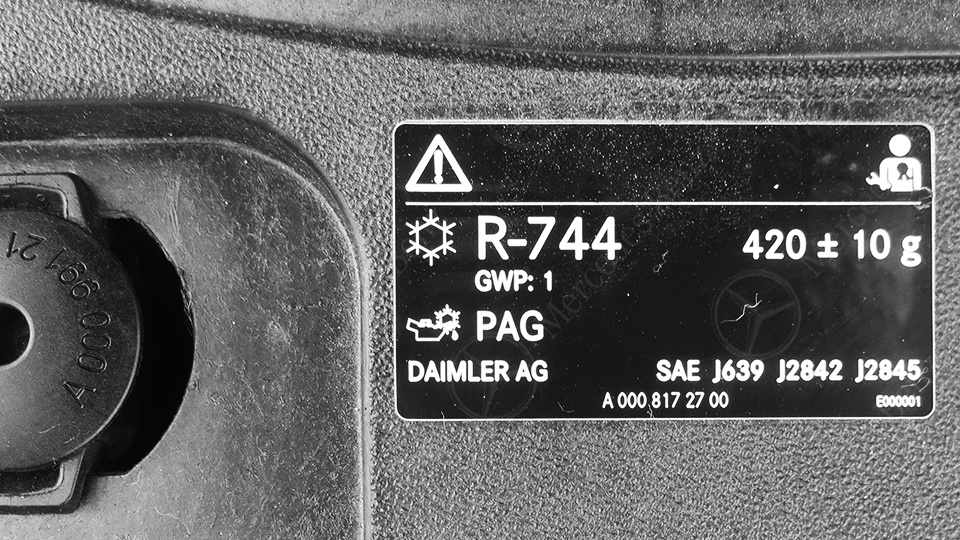 R-744 420 ± 10 g
GWP: 1
PAG
DAIMLER AG SAE J639 J2842 J2845
A 000 817 27 00
E000001
A 000 991 21